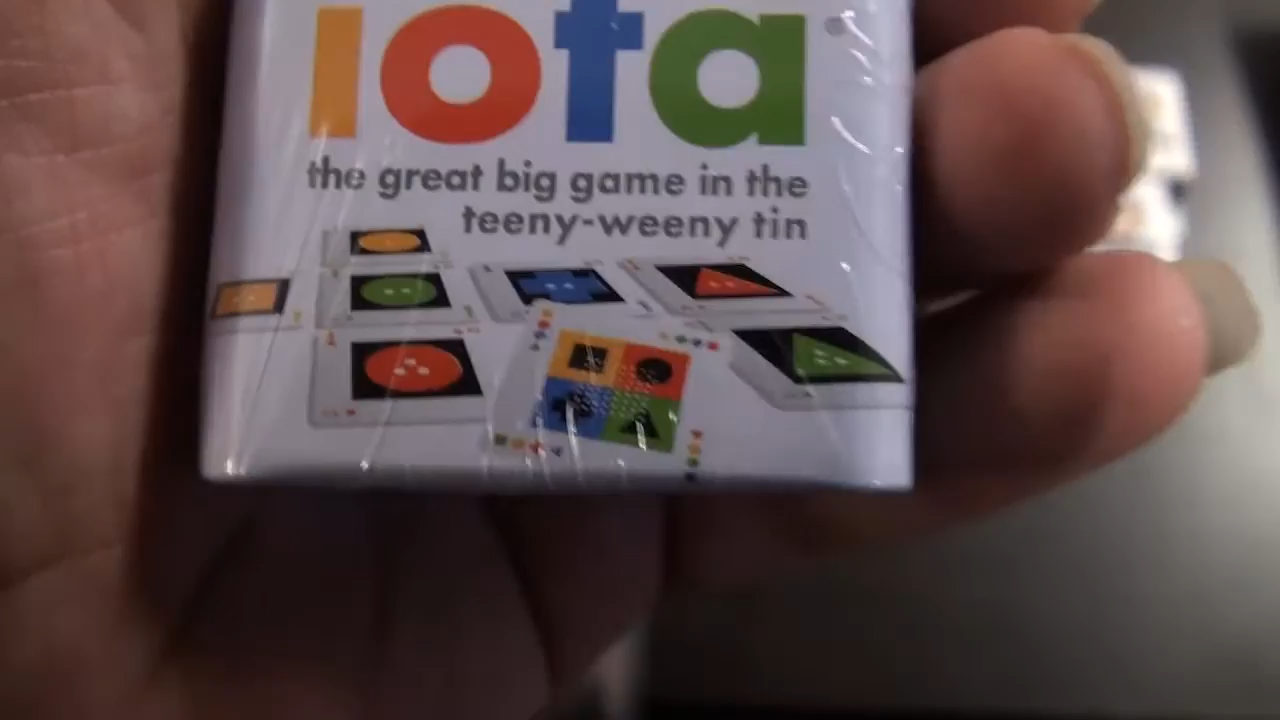 iota
the great big game in the
teeny-weeny tin